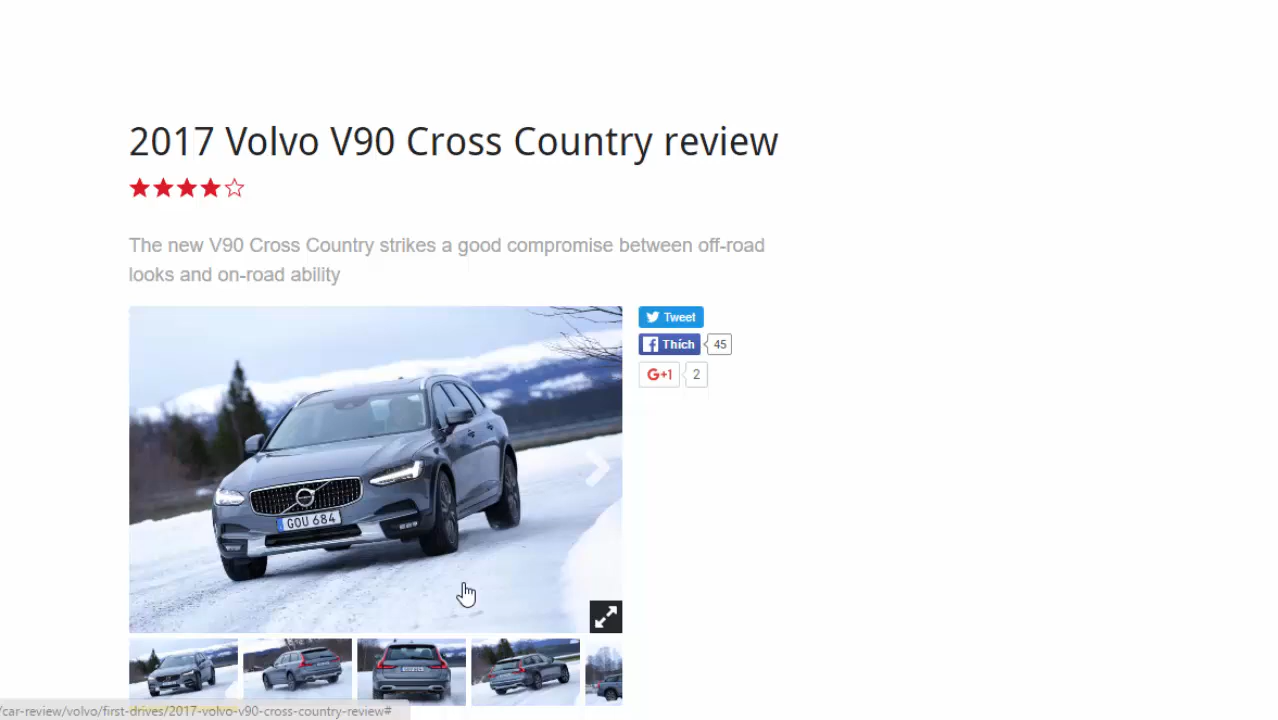 2017 Volvo V90 Cross Country review
The new V90 Cross Country strikes a good compromise between off-road
looks and on-road ability
Tweet
Thích 45
G+1 2
GOU 684
/car-review/volvo/first-drives/2017-volvo-v90-cross-country-review#